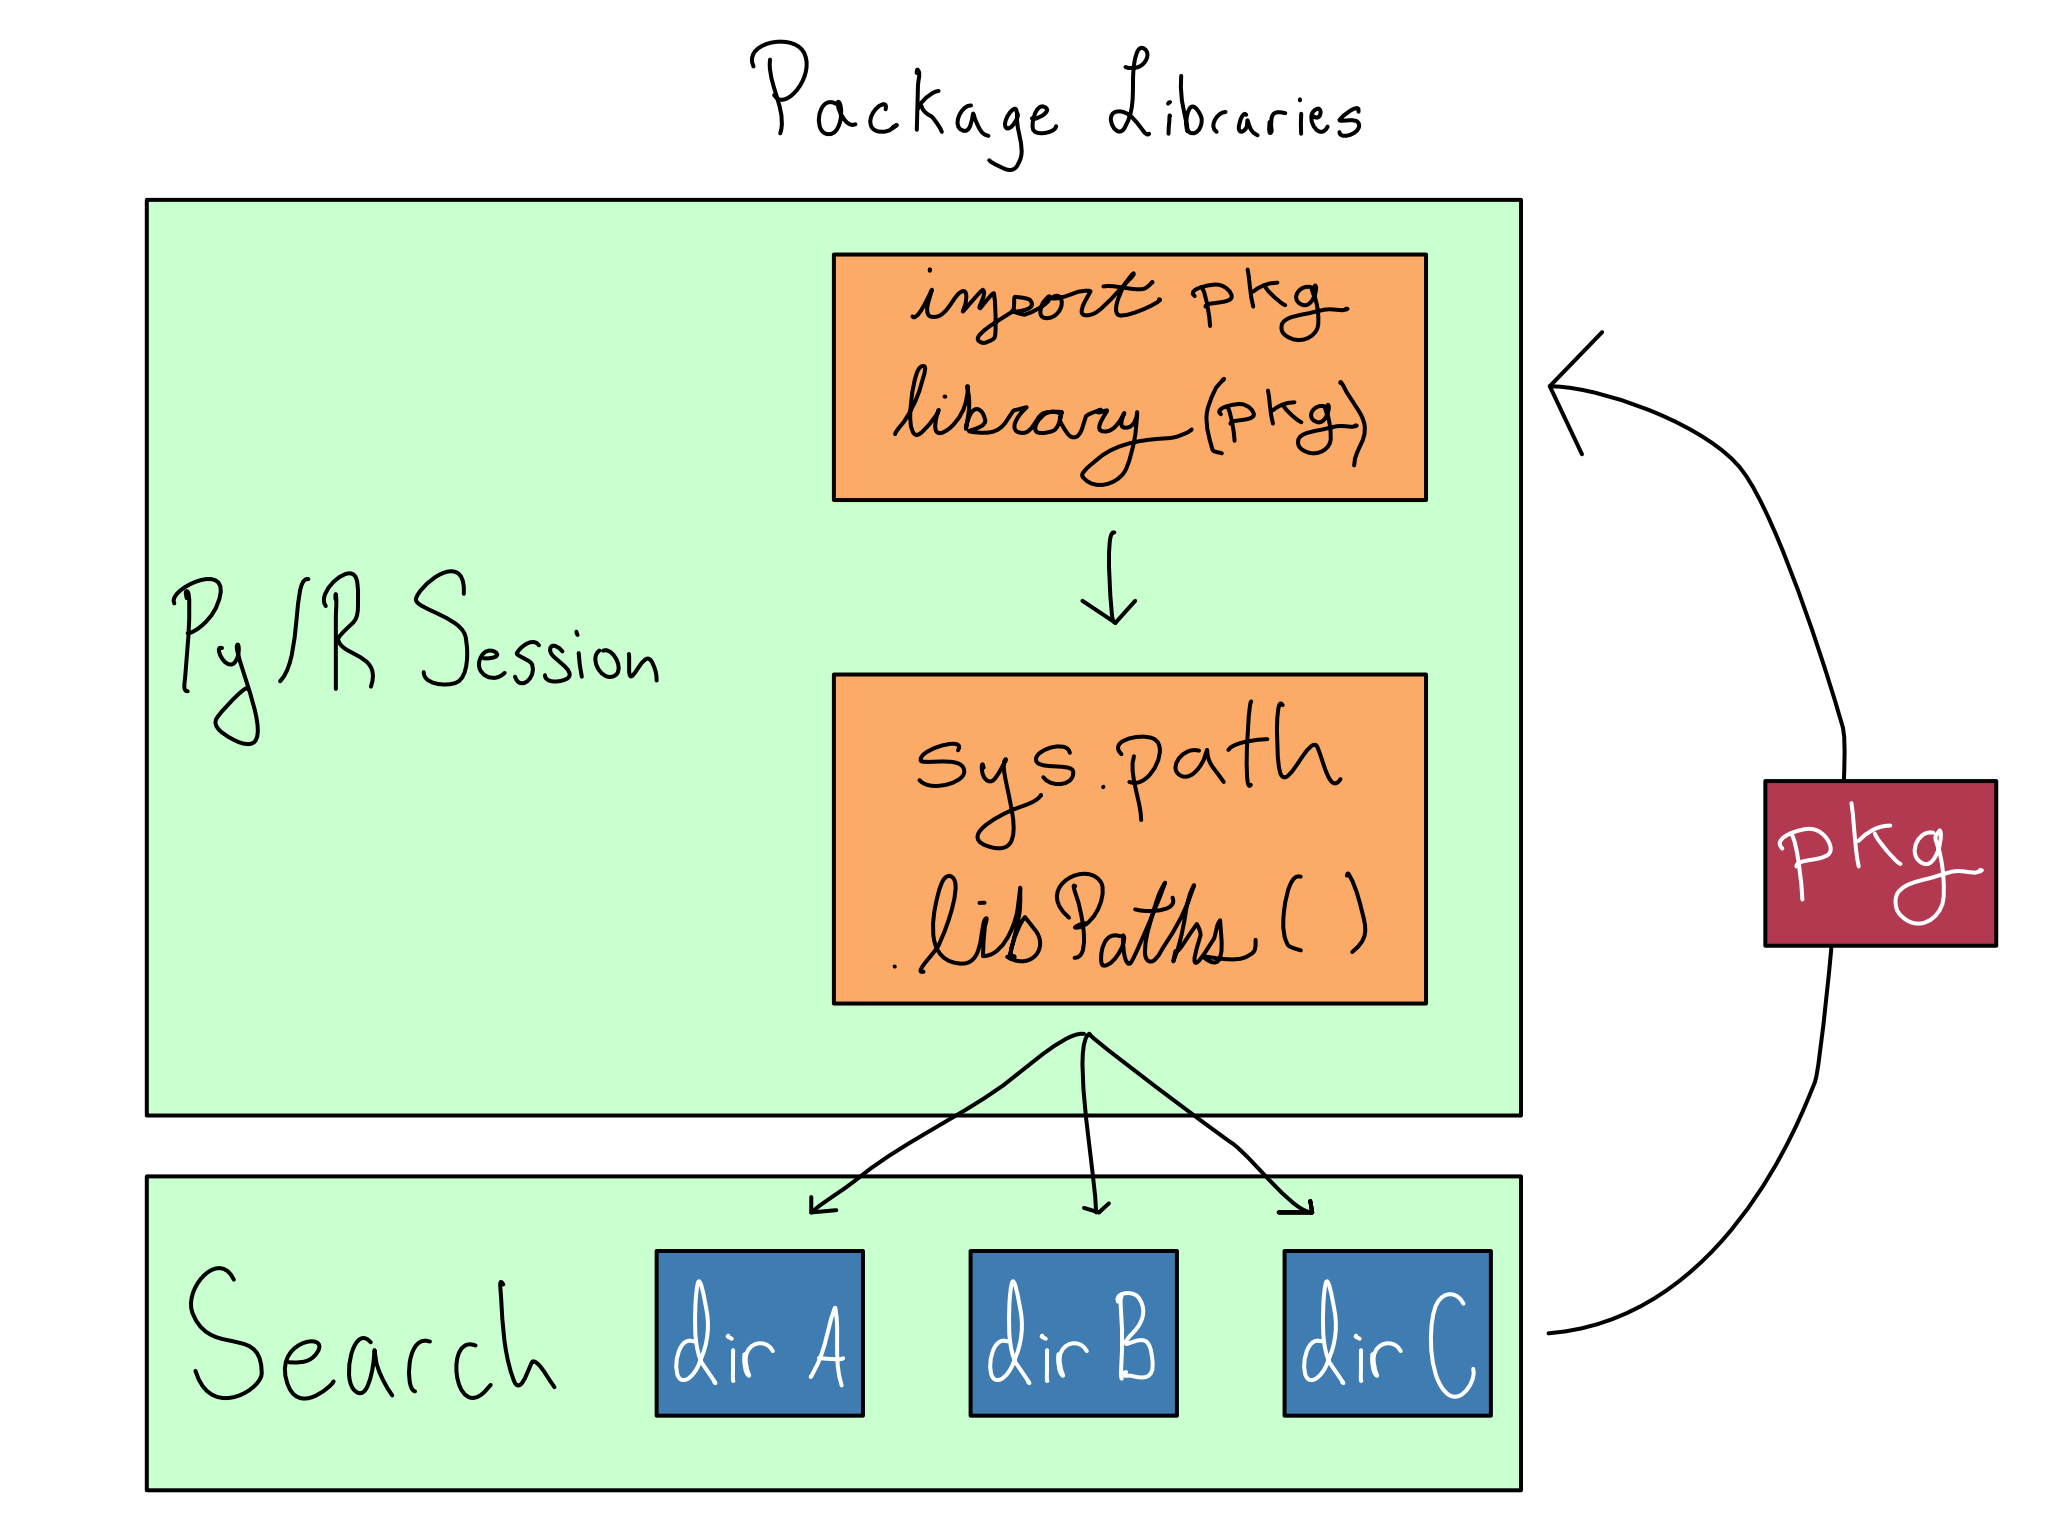 Package Libraries
import pkg
library (pkg)
Py/R Session
sys.path
.libPaths ()
pkg
Search
dir A
dir B
dir C